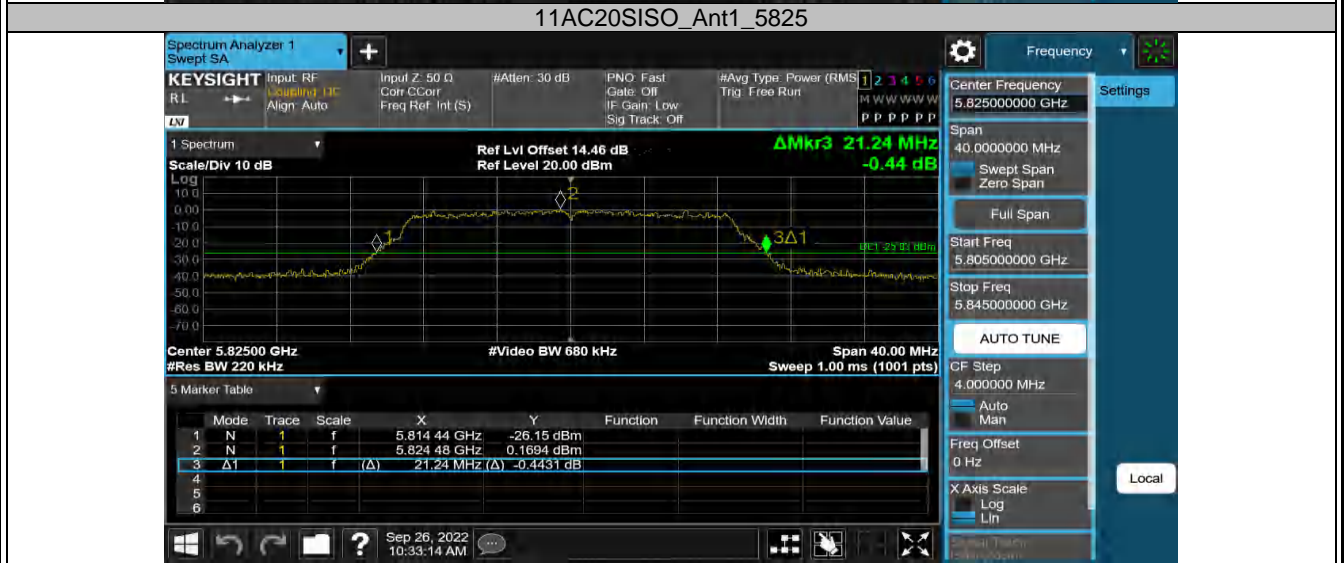 11AC20SISO_Ant1_5825
Spectrum Analyzer 1
Swept SA
+
Frequency
KEYSIGHT
RL
LXI
Input: RF
Coupling: DC
Align: Auto
Input Z: 50 Ω
Corr CCorr
Freq Ref: Int (S)
#Atten: 30 dB
PNO: Fast
Gate: Off
IF Gain: Low
Sig Track: Off
#Avg Type: Power (RMS
Trig: Free Run
1 2 3 4 5 6
M W W W W W
P P P P P P
Center Frequency
5.825000000 GHz
Settings
1 Spectrum
Scale/Div 10 dB
Ref Lvl Offset 14.46 dB
Ref Level 20.00 dBm
ΔMkr3 21.24 MHz
-0.44 dB
Log
10.0
0.00
-10.0
-20.0
-30.0
-40.0
-50.0
-60.0
-70.0
1
2
3Δ1
Center 5.82500 GHz
#Res BW 220 kHz
#Video BW 680 kHz
Span 40.00 MHz
Sweep 1.00 ms (1001 pts)
Span
40.0000000 MHz
Swept Span
Zero Span
Full Span
Start Freq
5.805000000 GHz
Stop Freq
5.845000000 GHz
AUTO TUNE
CF Step
4.000000 MHz
Auto
Man
Freq Offset
0 Hz
X Axis Scale
Log
Lin
Local
5 Marker Table
Mode Trace Scale X Y Function Function Width Function Value
1 N 1 f 5.814 44 GHz -26.15 dBm
2 N 1 f 5.824 48 GHz 0.1694 dBm
3 Δ1 1 f (Δ) 21.24 MHz (Δ) -0.4431 dB
4
5
6
?
Sep 26, 2022
10:33:14 AM